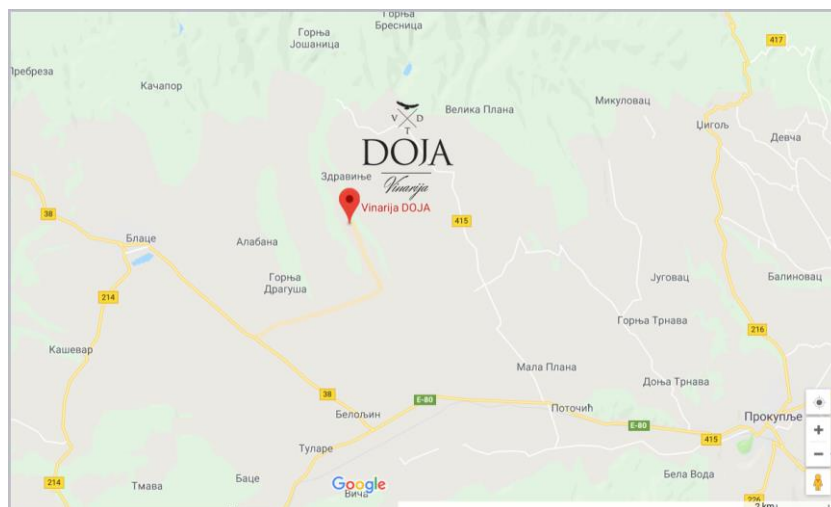 Горња
Бресница
Горња
Јошаница
417
Пребреза
Качапор
Велика Плана
Микуловац
Џигољ
Девча
V D
T
DOJA
Vinarija
Здравиње
Vinarija DOJA
38
415
Блаце
Алабана
Горња
Драгуша
Југовац
Балиновац
214
Горња Трнава
216
Кашевар
Мала Плана
Доња Трнава
38
E-80
Белољин
Поточић
Прокупље
E-80
415
Туларе
Бела Вода
Баце
Тмава
214
Google
Вича
226
2 km